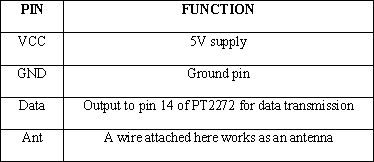 PIN FUNCTION
VCC 5V supply
GND Ground pin
Data Output to pin 14 of PT2272 for data transmission
Ant A wire attached here works as an antenna